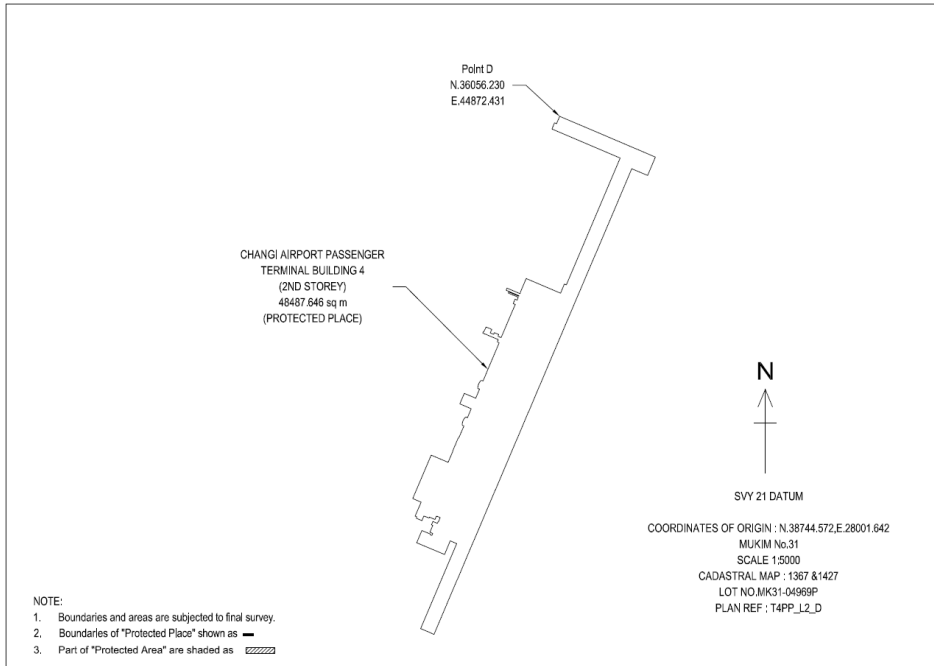 Point D
N.36056.230
E.44872.431
CHANGI AIRPORT PASSENGER
TERMINAL BUILDING 4
(2ND STOREY)
48487.646 sq m
(PROTECTED PLACE)
N
SVY 21 DATUM
COORDINATES OF ORIGIN : N.38744.572,E.28001.642
MUKIM No.31
SCALE 1:5000
CADASTRAL MAP : 1367 &1427
LOT NO.MK31-04969P
PLAN REF : T4PP_L2_D
NOTE:
1. Boundaries and areas are subjected to final survey.
2. Boundaries of "Protected Place" shown as
3. Part of "Protected Area" are shaded as